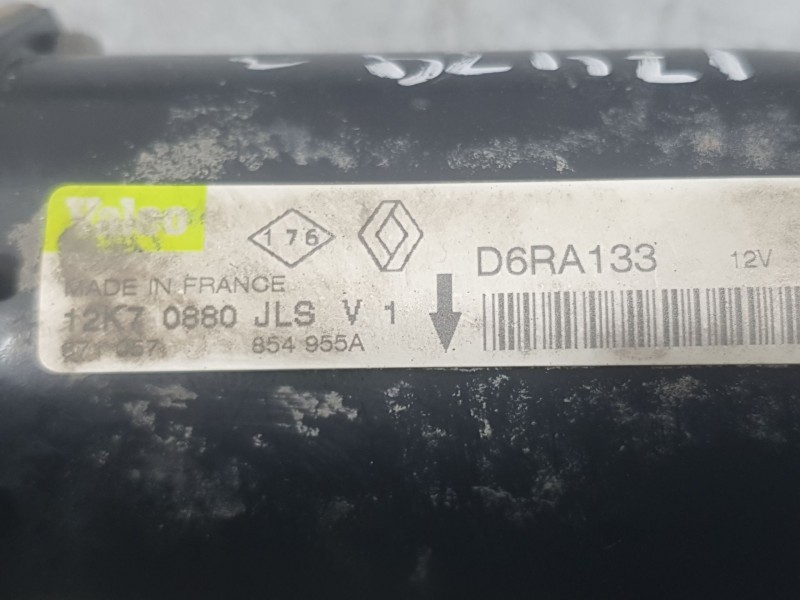 Valeo
176
MADE IN FRANCE
12K7 0880 JLS V 1
854 955A
D6RA133 12V